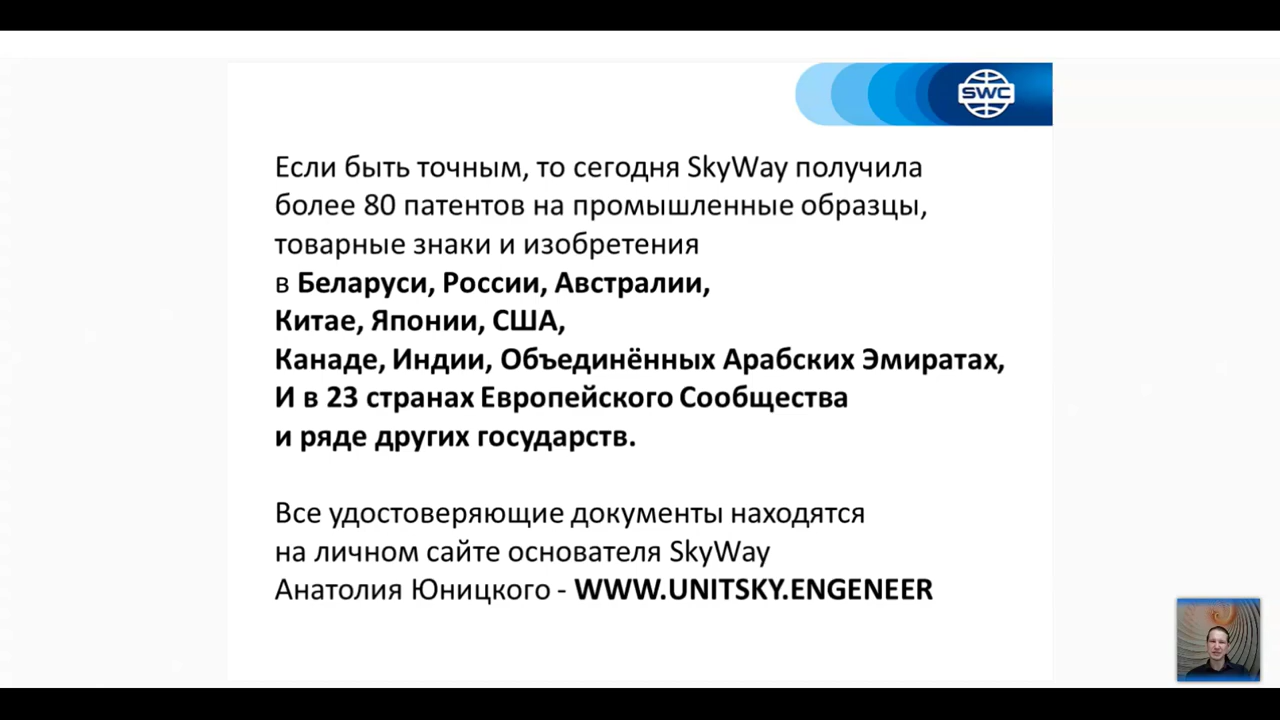 SWC
Если быть точным, то сегодня SkyWay получила
более 80 патентов на промышленные образцы,
товарные знаки и изобретения
в Беларуси, России, Австралии,
Китае, Японии, США,
Канаде, Индии, Объединённых Арабских Эмиратах,
И в 23 странах Европейского Сообщества
и ряде других государств.
Все удостоверяющие документы находятся
на личном сайте основателя SkyWay
Анатолия Юницкого - WWW.UNITSKY.ENGENEER